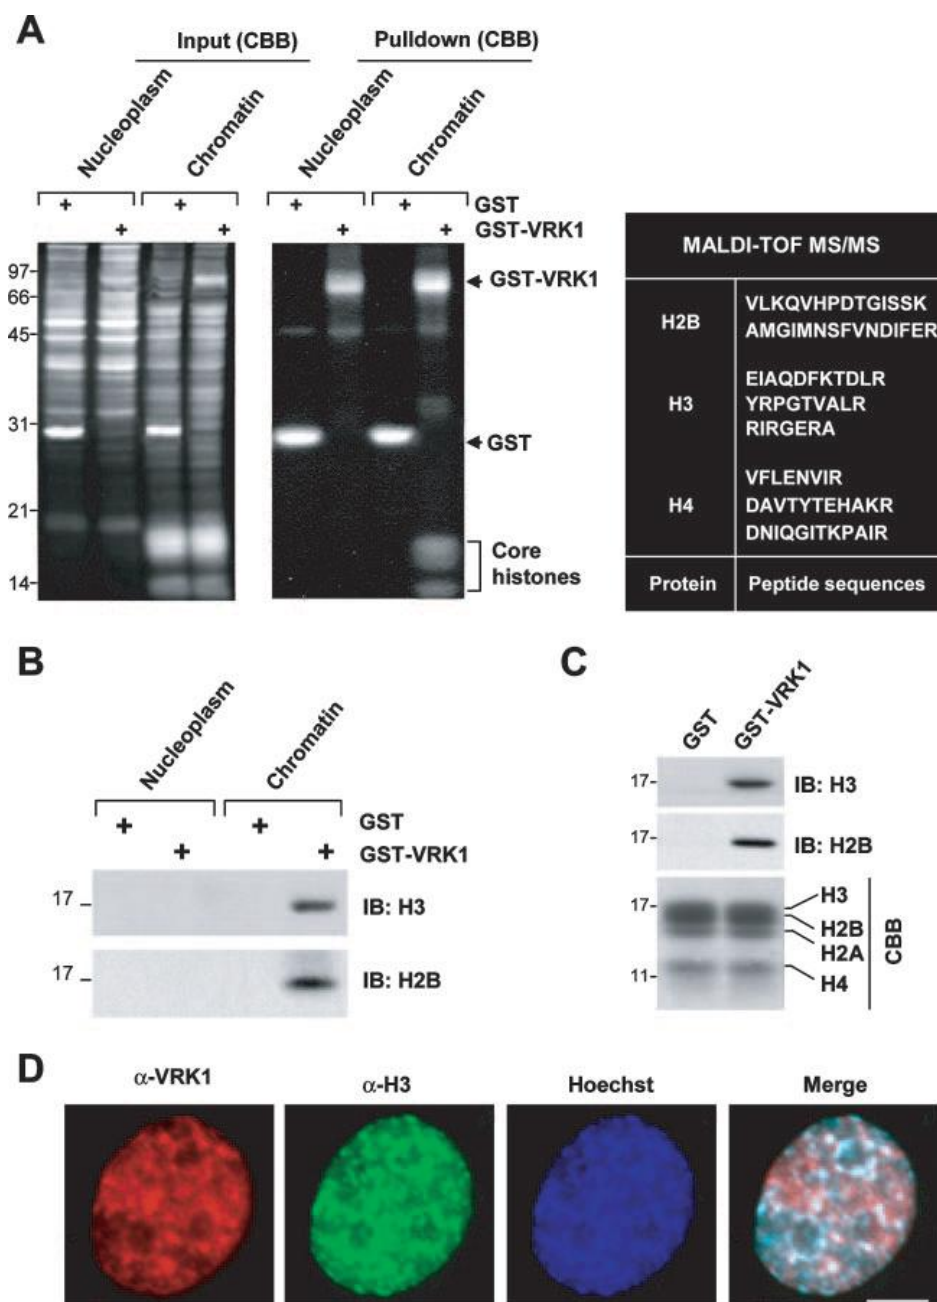 A
Input (CBB)
Pulldown (CBB)
Nucleoplasm
Chromatin
Nucleoplasm
Chromatin
+ + + + GST
+ + + + GST-VRK1
97
66
45
31
21
14
GST-VRK1
GST
Core
histones
MALDI-TOF MS/MS
H2B
VLKQVHPDTGISSK
AMGIMNSFVNDIFER
H3
EIAQDFKTDLR
YRPGTVALR
RIRGERA
H4
VFLENVIR
DAVTYTEHAKR
DNIQGITKPAIR
Protein
Peptide sequences
B
Nucleoplasm
Chromatin
+ + GST
+ + GST-VRK1
17 IB: H3
17 IB: H2B
C
GST
GST-VRK1
17 IB: H3
17 IB: H2B
17
11
H3
H2B
H2A
H4
CBB
D
α-VRK1
α-H3
Hoechst
Merge